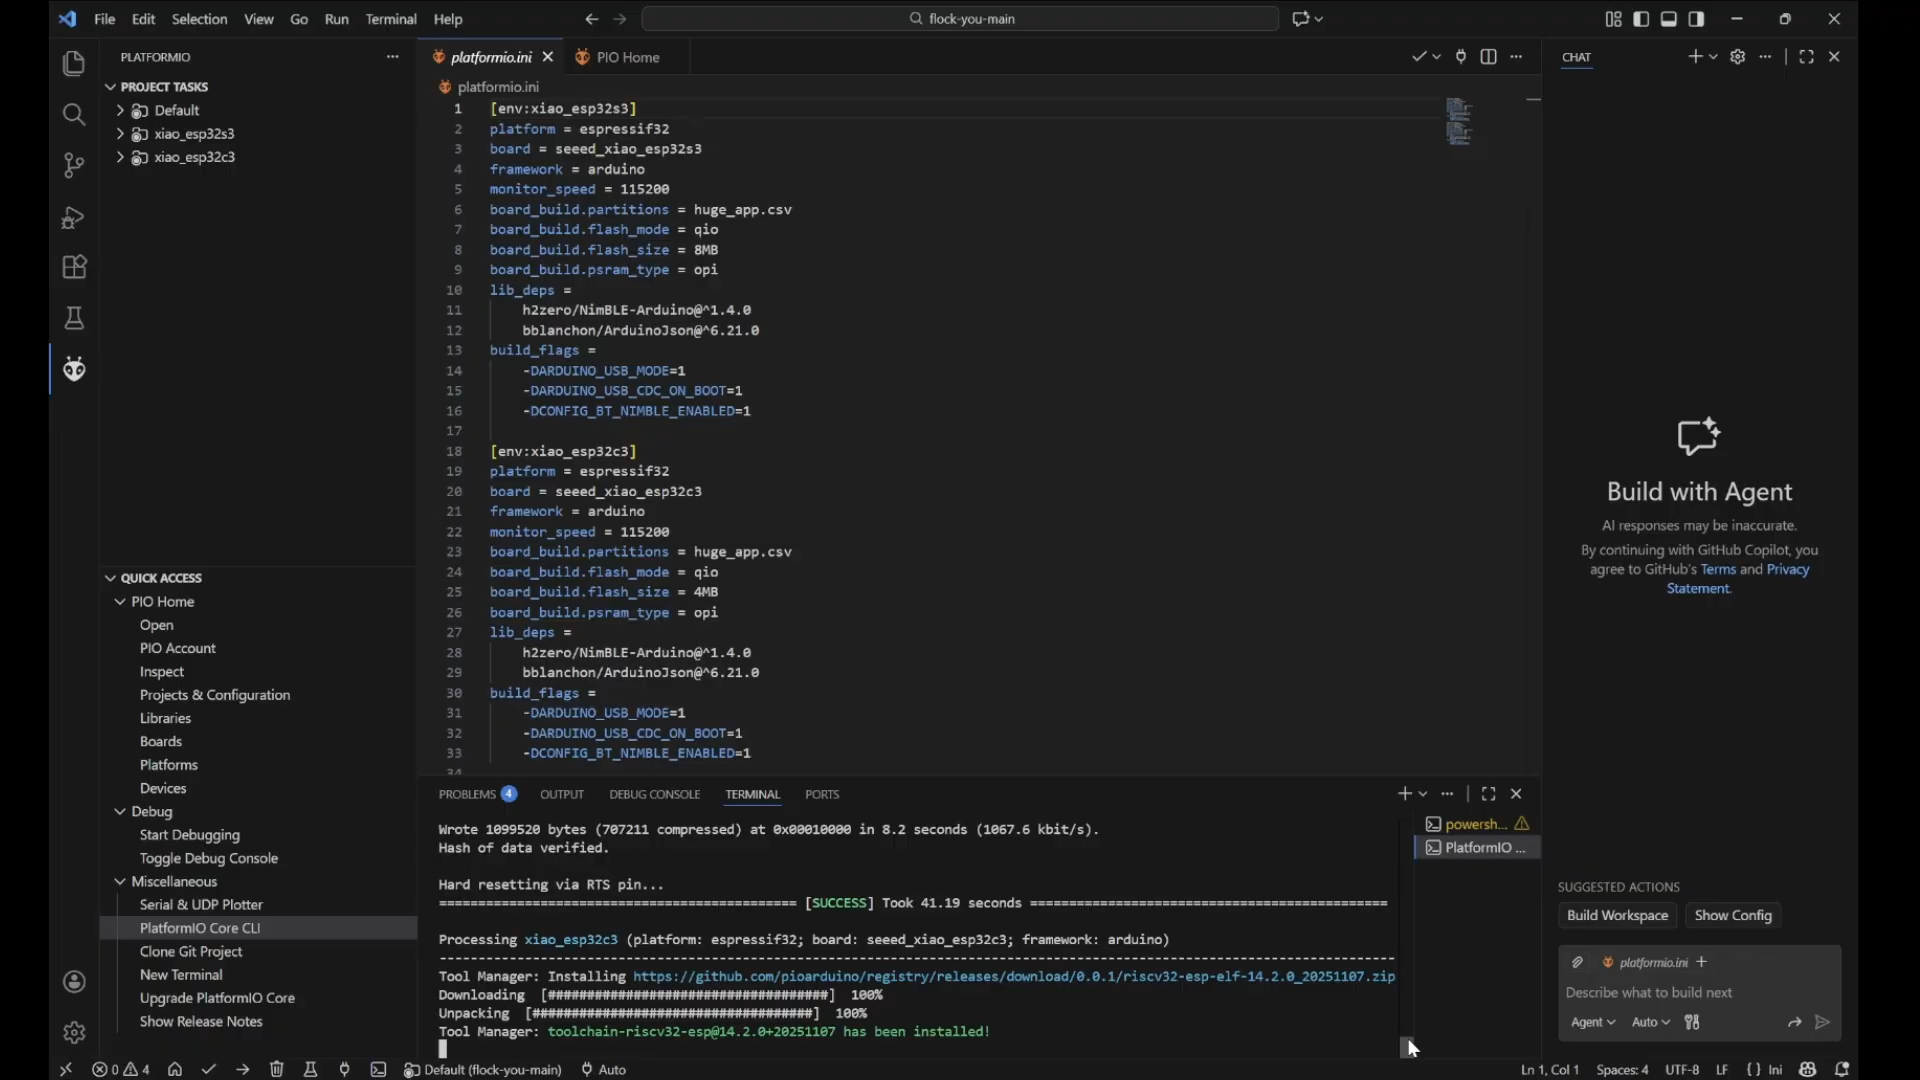 File Edit Selection View Go Run Terminal Help
flock-you-main
PLATFORMIO
PROJECT TASKS
Default
xiao_esp32s3
xiao_esp32c3
QUICK ACCESS
PIO Home
Open
PIO Account
Inspect
Projects & Configuration
Libraries
Boards
Platforms
Devices
Debug
Start Debugging
Toggle Debug Console
Miscellaneous
Serial & UDP Plotter
PlatformIO Core CLI
Clone Git Project
New Terminal
Upgrade PlatformIO Core
Show Release Notes
platformio.ini PIO Home
platformio.ini
1 [env:xiao_esp32s3]
2 platform = espressif32
3 board = seeed_xiao_esp32s3
4 framework = arduino
5 monitor_speed = 115200
6 board_build.partitions = huge_app.csv
7 board_build.flash_mode = qio
8 board_build.flash_size = 8MB
9 board_build.psram_type = opi
10 lib_deps =
11 h2zero/NimBLE-Arduino@^1.4.0
12 bblanchon/ArduinoJson@^6.21.0
13 build_flags =
14 -DARDUINO_USB_MODE=1
15 -DARDUINO_USB_CDC_ON_BOOT=1
16 -DCONFIG_BT_NIMBLE_ENABLED=1
17
18 [env:xiao_esp32c3]
19 platform = espressif32
20 board = seeed_xiao_esp32c3
21 framework = arduino
22 monitor_speed = 115200
23 board_build.partitions = huge_app.csv
24 board_build.flash_mode = qio
25 board_build.flash_size = 4MB
26 board_build.psram_type = opi
27 lib_deps =
28 h2zero/NimBLE-Arduino@^1.4.0
29 bblanchon/ArduinoJson@^6.21.0
30 build_flags =
31 -DARDUINO_USB_MODE=1
32 -DARDUINO_USB_CDC_ON_BOOT=1
33 -DCONFIG_BT_NIMBLE_ENABLED=1
34
PROBLEMS 4 OUTPUT DEBUG CONSOLE TERMINAL PORTS
Wrote 1099520 bytes (707211 compressed) at 0x00010000 in 8.2 seconds (1067.6 kbit/s).
Hash of data verified.
Hard resetting via RTS pin...
[SUCCESS] Took 41.19 seconds
Processing xiao_esp32c3 (platform: espressif32; board: seeed_xiao_esp32c3; framework: arduino)
Tool Manager: Installing https://github.com/pioarduino/registry/releases/download/0.0.1/riscv32-esp-elf-14.2.0_20251107.zip
Downloading [####################################] 100%
Unpacking [####################################] 100%
Tool Manager: toolchain-riscv32-esp@14.2.0+20251107 has been installed!
powersh...
PlatformIO ...
CHAT
Build with Agent
AI responses may be inaccurate.
By continuing with GitHub Copilot, you
agree to GitHub's Terms and Privacy
Statement.
SUGGESTED ACTIONS
Build Workspace Show Config
platformio.ini
Describe what to build next
Agent Auto
0 4 Default (flock-you-main) Auto Ln 1, Col 1 Spaces: 4 UTF-8 LF { } Ini